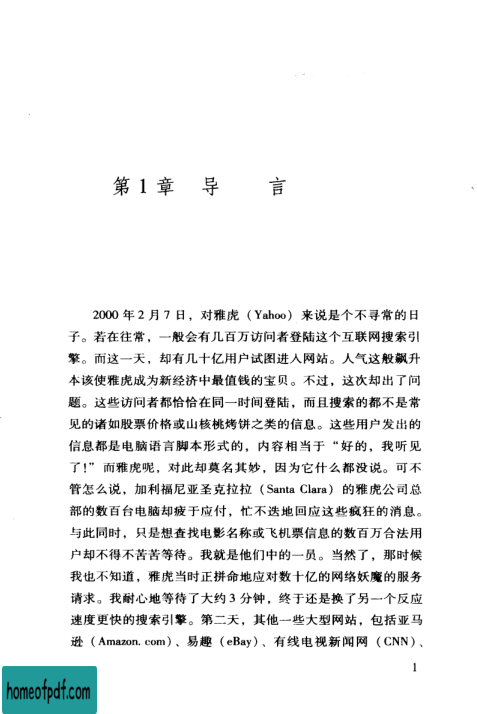 第1章 导 言
2000年2月7日，对雅虎（Yahoo）来说是个不寻常的日
子。若在往常，一般会有几百万访问者登陆这个互联网搜索引
擎。而这一天，却有几十亿用户试图进入网站。人气这般飙升
本该使雅虎成为新经济中最值钱的宝贝。不过，这次却出了问
题。这些访问者都恰恰在同一时间登陆，而且搜索的都不是常
见的诸如股票价格或山核桃烤饼之类的信息。这些用户发出的
信息都是电脑语言脚本形式的，内容相当于“好的，我听见
了!”而雅虎呢，对此却莫名其妙，因为它什么都没说。可不
管怎么说，加利福尼亚圣克拉拉（Santa Clara）的雅虎公司总
部的数百台电脑却疲于应付，忙不迭地回应这些疯狂的消息。
与此同时，只是想查找电影名称或飞机票信息的数百万合法用
户却不得不苦苦等待。我就是他们中的一员。当然了，那时候
我也不知道，雅虎当时正拼命地应对数十亿的网络妖魔的服务
请求。我耐心地等待了大约3分钟，终于还是换了另一个反应
速度更快的搜索引擎。第二天，其他一些大型网站，包括亚马
逊（Amazon. com）、易趣（eBay）、有线电视新闻网（CNN）、
1
homeofpdf.com